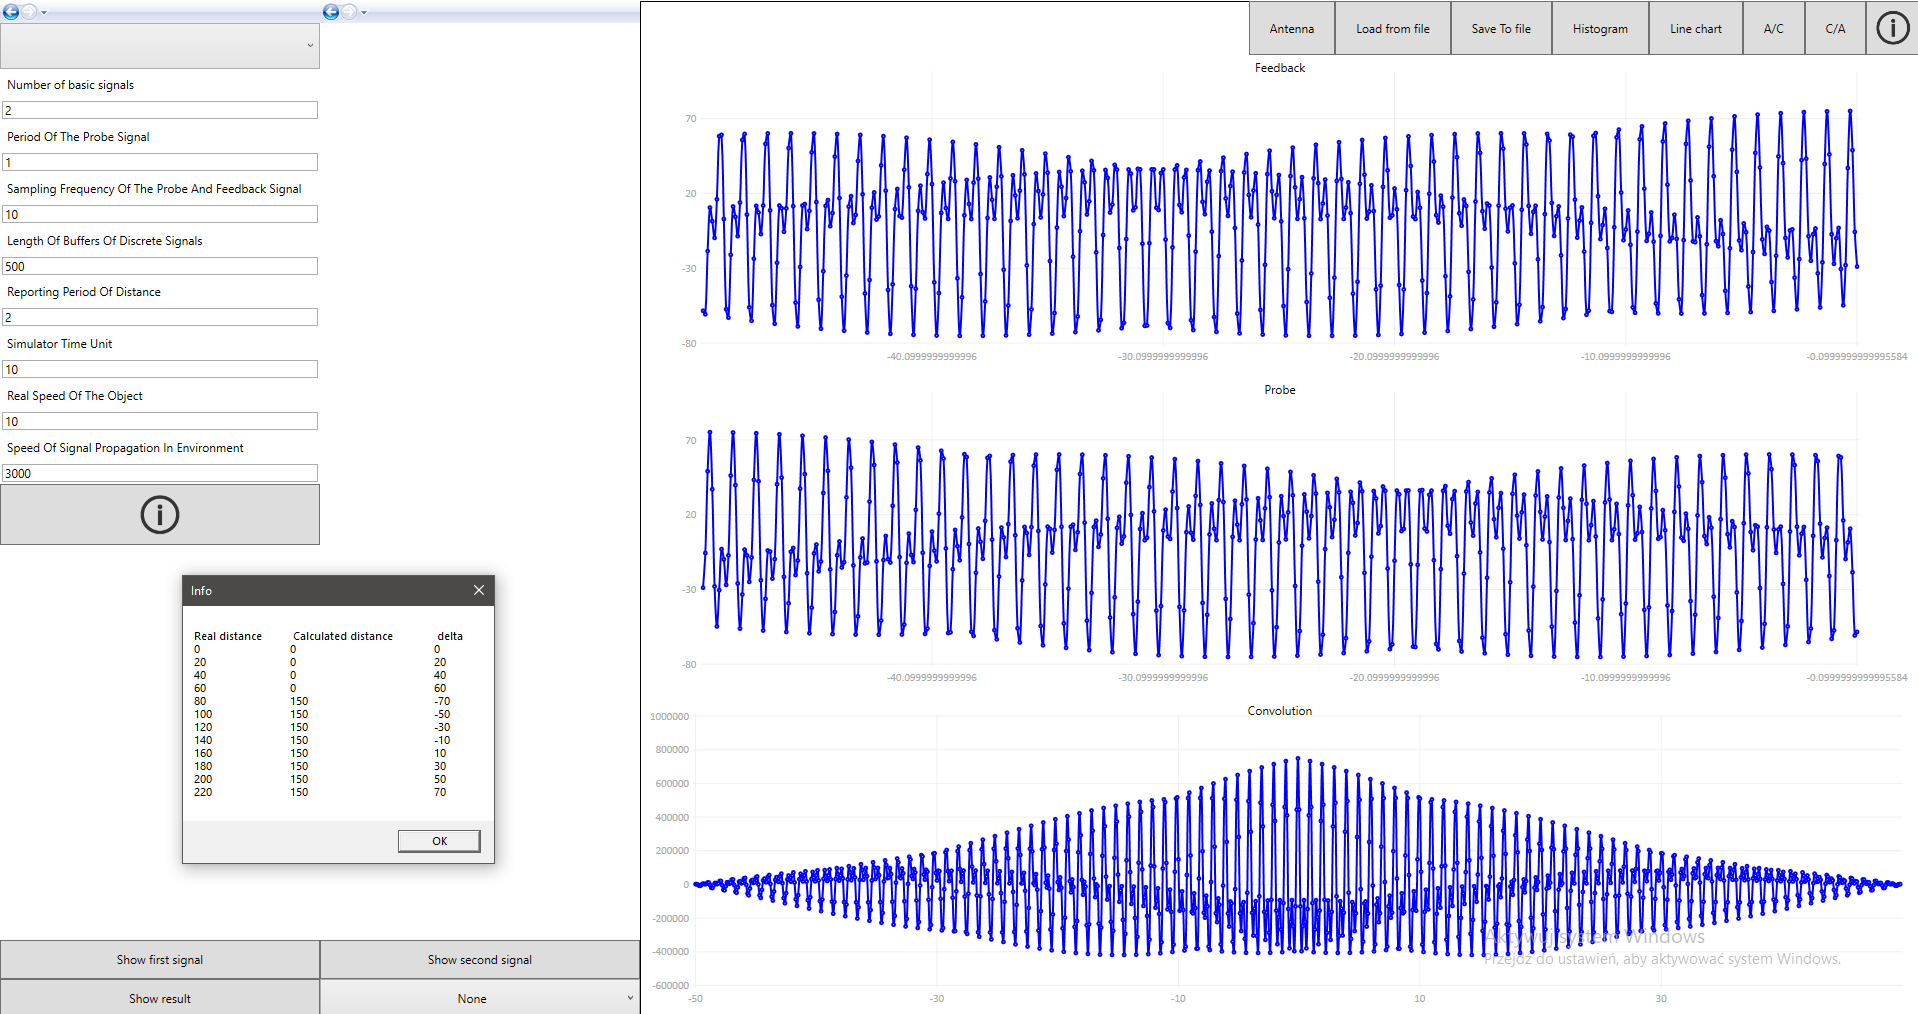 Antenna
Load from file
Save To file
Histogram
Line chart
A/C
C/A
Number of basic signals
2
Period Of The Probe Signal
1
Sampling Frequency Of The Probe And Feedback Signal
10
Length Of Buffers Of Discrete Signals
500
Reporting Period Of Distance
2
Simulator Time Unit
10
Real Speed Of The Object
10
Speed Of Signal Propagation In Environment
3000
Info
Real distance Calculated distance delta
0 0 0
20 0 20
40 0 40
60 0 60
80 150 -70
100 150 -50
120 150 -30
140 150 -10
160 150 10
180 150 30
200 150 50
220 150 70
OK
Show first signal
Show second signal
Show result
None
Feedback
70
20
-30
-80
-40.0999999999996
-30.0999999999996
-20.0999999999996
-10.0999999999996
-0.0999999999995584
Probe
70
20
-30
-80
-40.0999999999996
-30.0999999999996
-20.0999999999996
-10.0999999999996
-0.0999999999995584
Convolution
1000000
800000
600000
400000
200000
0
-200000
-400000
-600000
-50
-30
-10
10
30
Aktywuj system Windows
Przejdź do ustawień, aby aktywować system Windows.